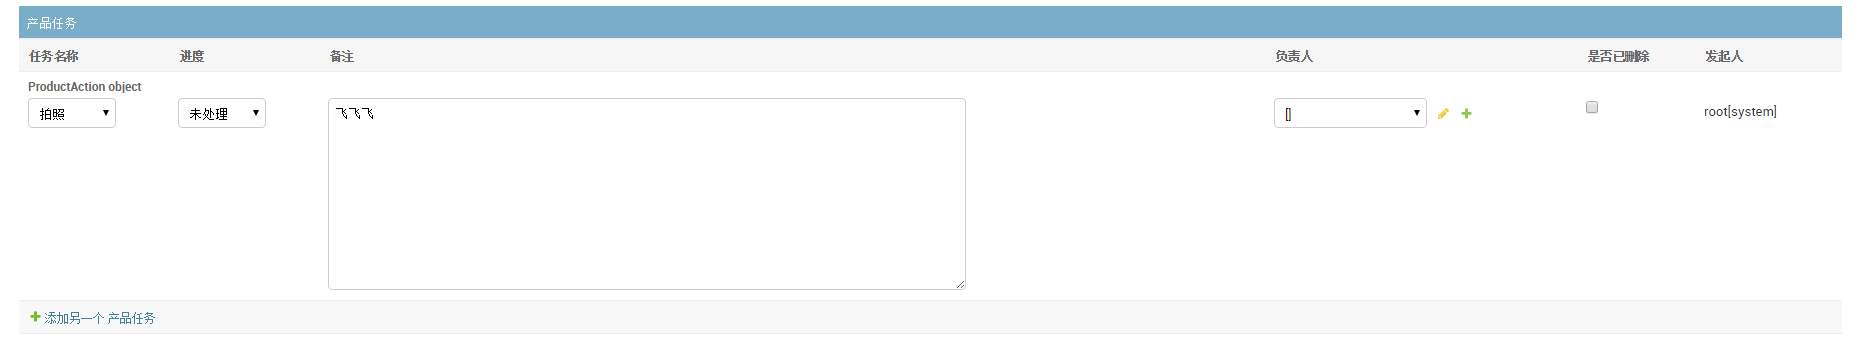 产品任务
任务名称 进度 备注 负责人 是否已删除 发起人
ProductAction object
拍照 未处理 飞飞飞 [] root[system]
添加另一个 产品任务